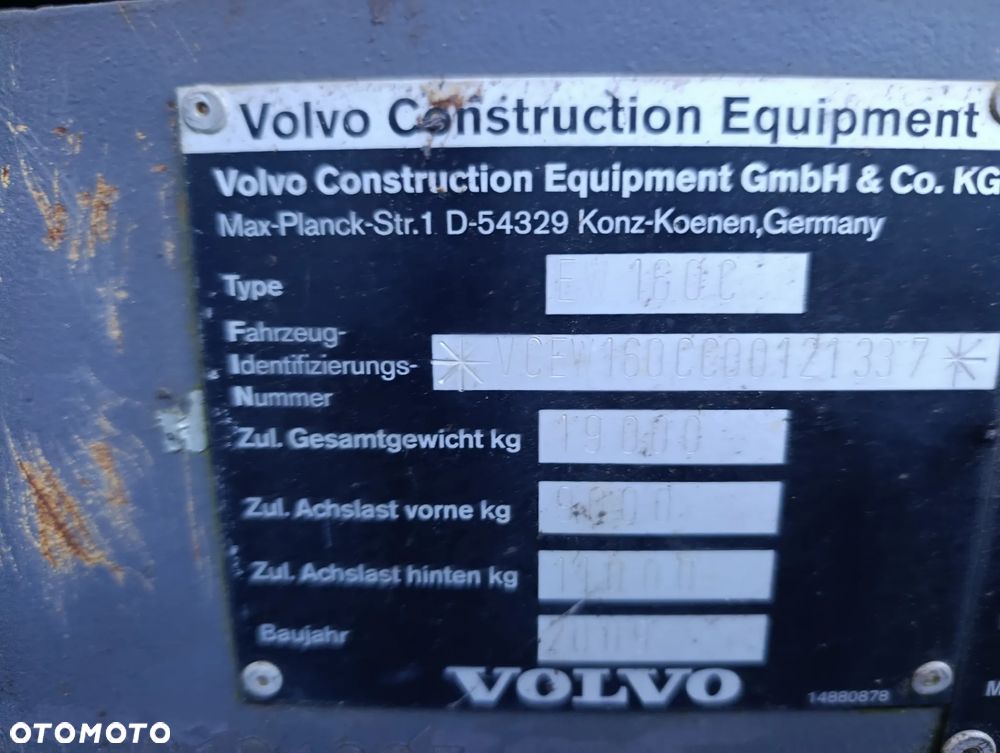 Volvo Construction Equipment
Volvo Construction Equipment GmbH & Co. KG
Max-Planck-Str.1 D-54329 Konz-Koenen,Germany
Type EW 160C
Fahrzeug-
Identifizierungs- *VCEW160CC00121337*
Nummer
Zul. Gesamtgewicht kg 19000
Zul. Achslast vorne kg
Zul. Achslast hinten kg 11000
Baujahr
VOLVO
14880878
OTOMOTO